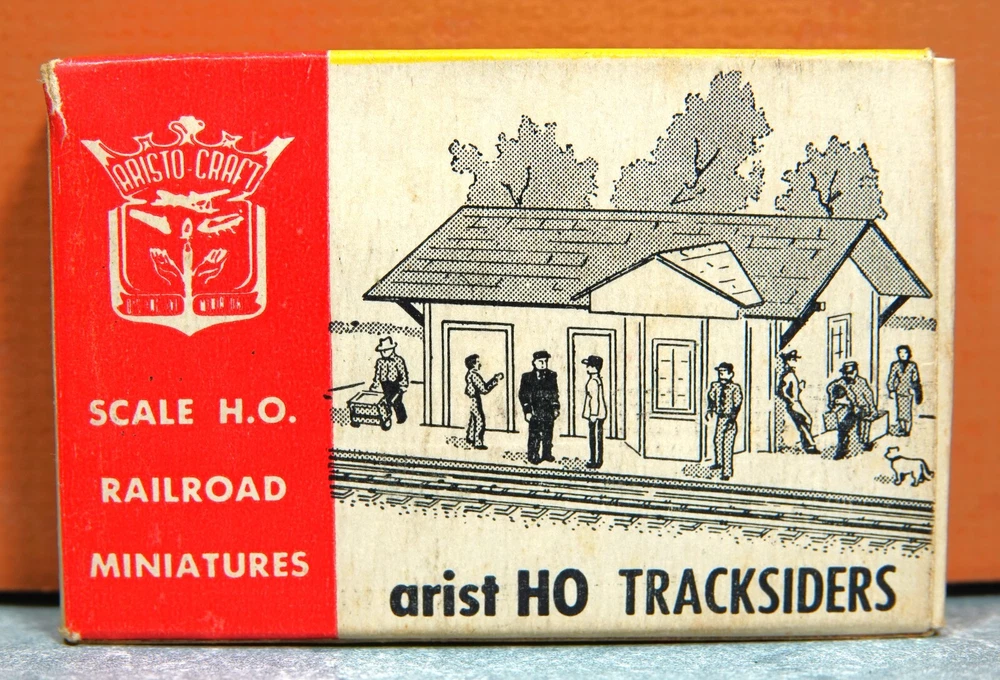 ARISTO-CRAFT
SCALE H.O.
RAILROAD
MINIATURES
arist HO TRACKSIDERS